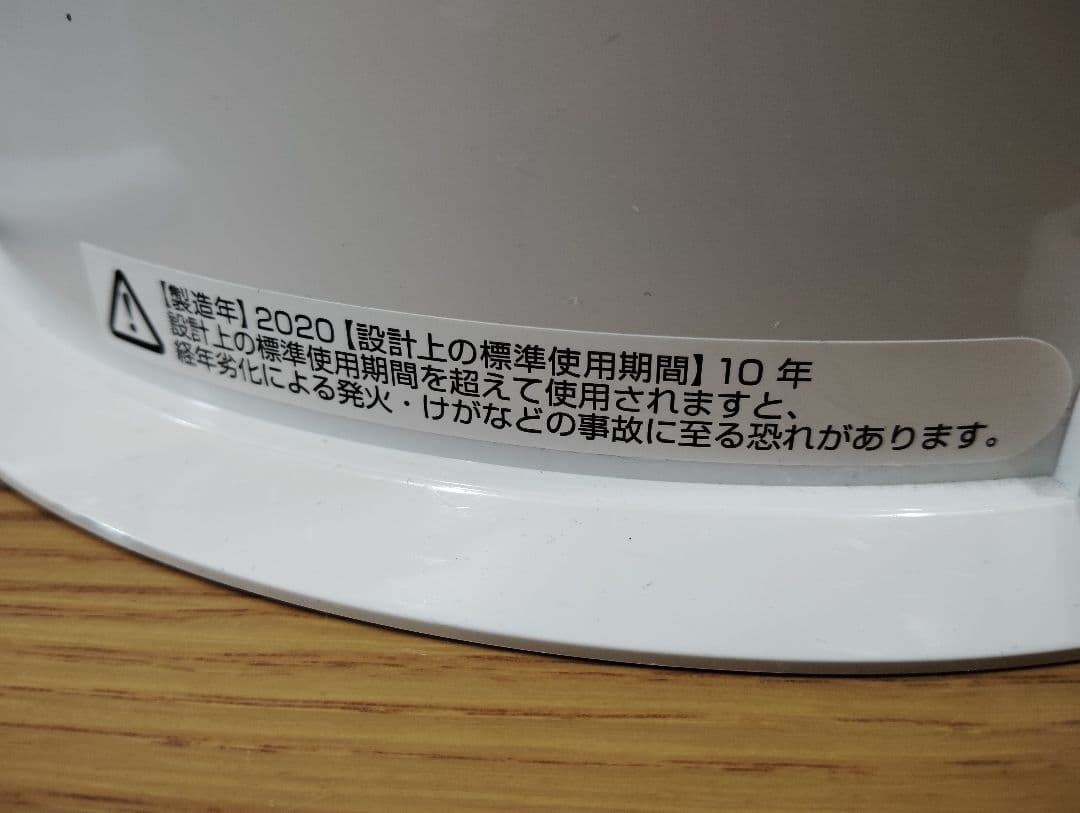 【製造年】2020【設計上の標準使用期間】10 年
設計上の標準使用期間を超えて使用されますと、
経年劣化による発火・けがなどの事故に至る恐れがあります。